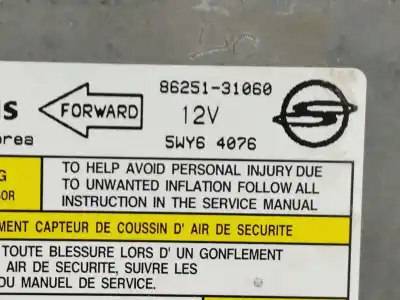 FORWARD
86251-31060
12V
orea
5WY6 4076
G
SOR
TO HELP AVOID PERSONAL INJURY DUE
TO UNWANTED INFLATION FOLLOW ALL
INSTRUCTION IN THE SERVICE MANUAL
MENT CAPTEUR DE COUSSIN D' AIR DE SECURITE
TOUTE BLESSURE LORS D' UN GONFLEMENT
AIR DE SECURITE, SUIVRE LES
DU MANUEL DE SERVICE.